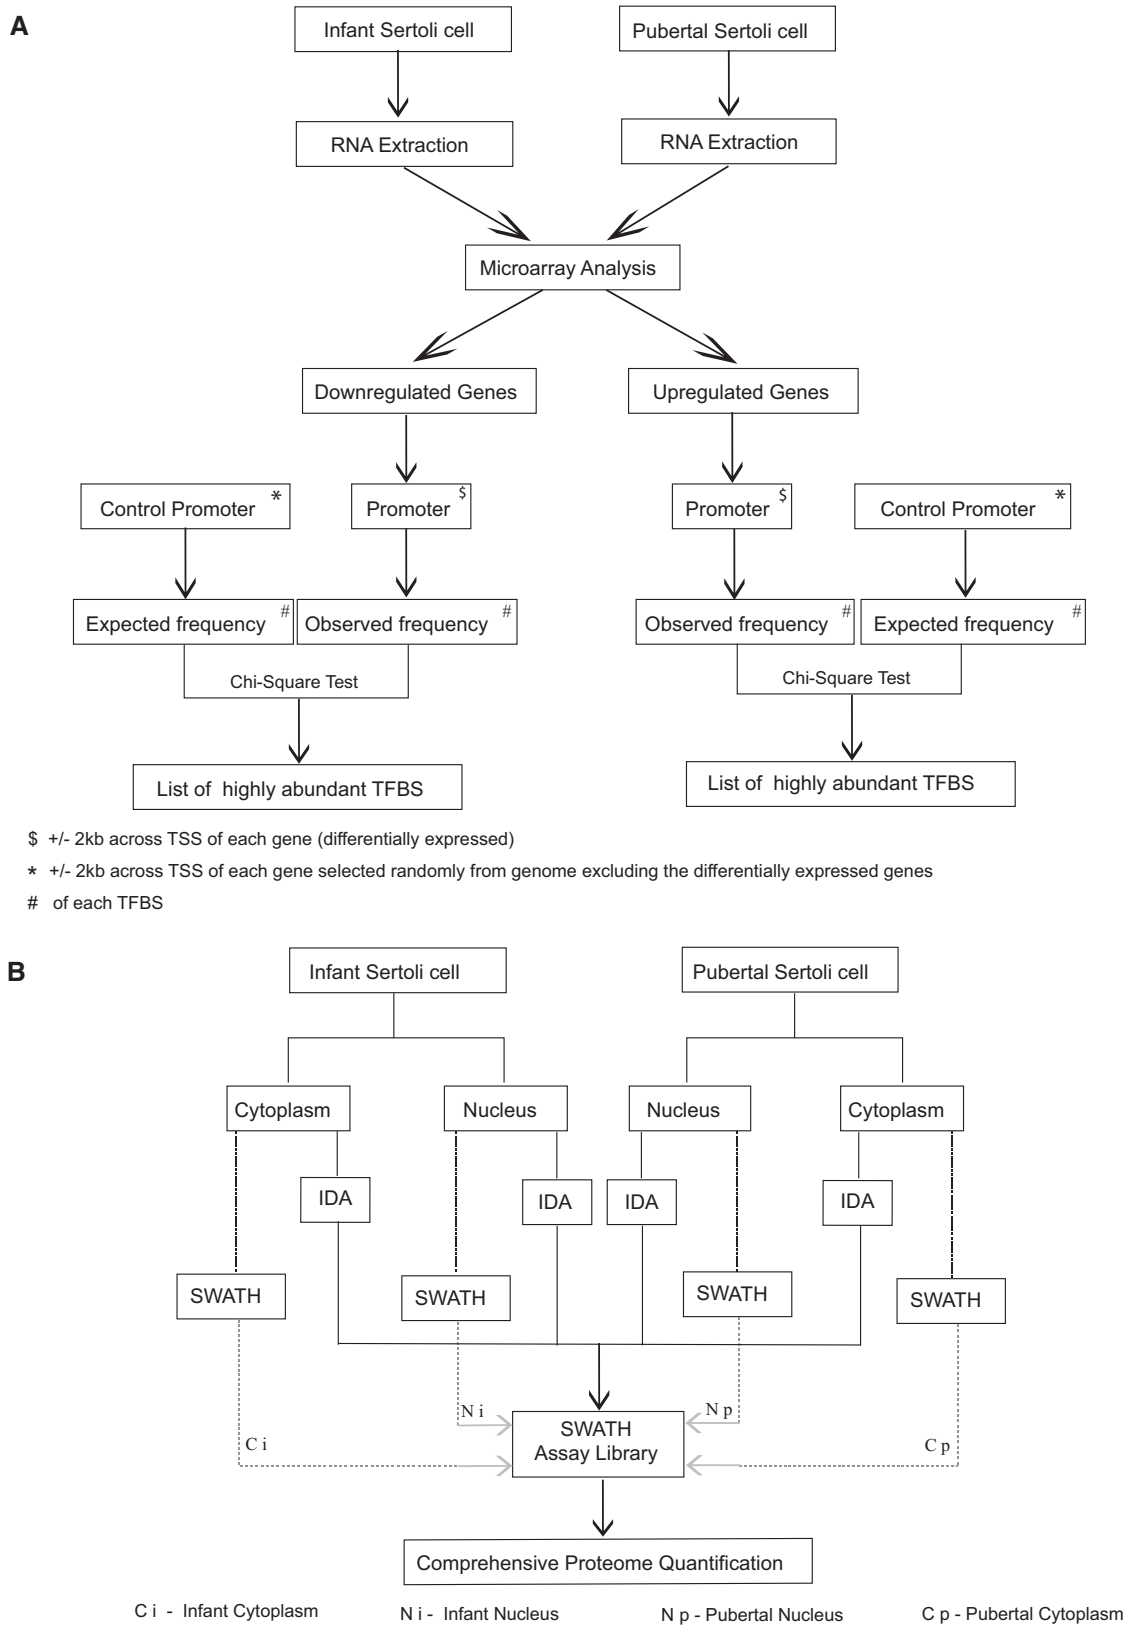 A
Infant Sertoli cell
Pubertal Sertoli cell
RNA Extraction
RNA Extraction
Microarray Analysis
Downregulated Genes
Upregulated Genes
Control Promoter *
Promoter $
Promoter $
Control Promoter *
Expected frequency #
Observed frequency #
Observed frequency #
Expected frequency #
Chi-Square Test
Chi-Square Test
List of highly abundant TFBS
List of highly abundant TFBS
$ +/- 2kb across TSS of each gene (differentially expressed)
* +/- 2kb across TSS of each gene selected randomly from genome excluding the differentially expressed genes
# of each TFBS
B
Infant Sertoli cell
Pubertal Sertoli cell
Cytoplasm
Nucleus
Nucleus
Cytoplasm
IDA
IDA
IDA
IDA
SWATH
SWATH
SWATH
SWATH
N i
N p
C i
C p
SWATH
Assay Library
Comprehensive Proteome Quantification
C i - Infant Cytoplasm
N i - Infant Nucleus
N p - Pubertal Nucleus
C p - Pubertal Cytoplasm